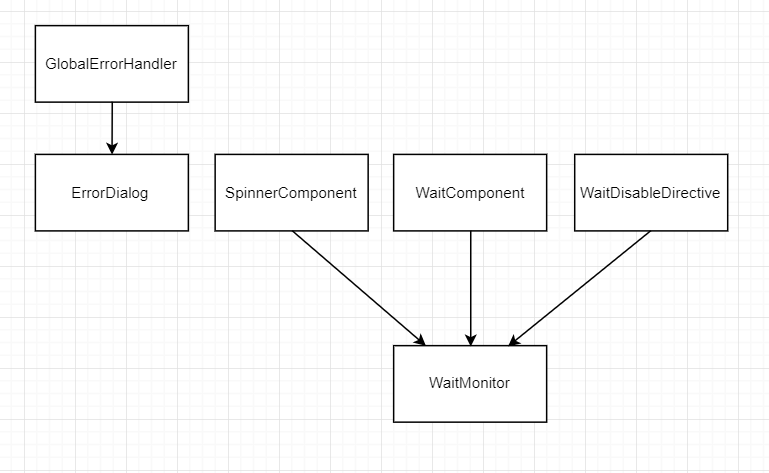 GlobalErrorHandler
ErrorDialog
SpinnerComponent
WaitComponent
WaitDisableDirective
WaitMonitor